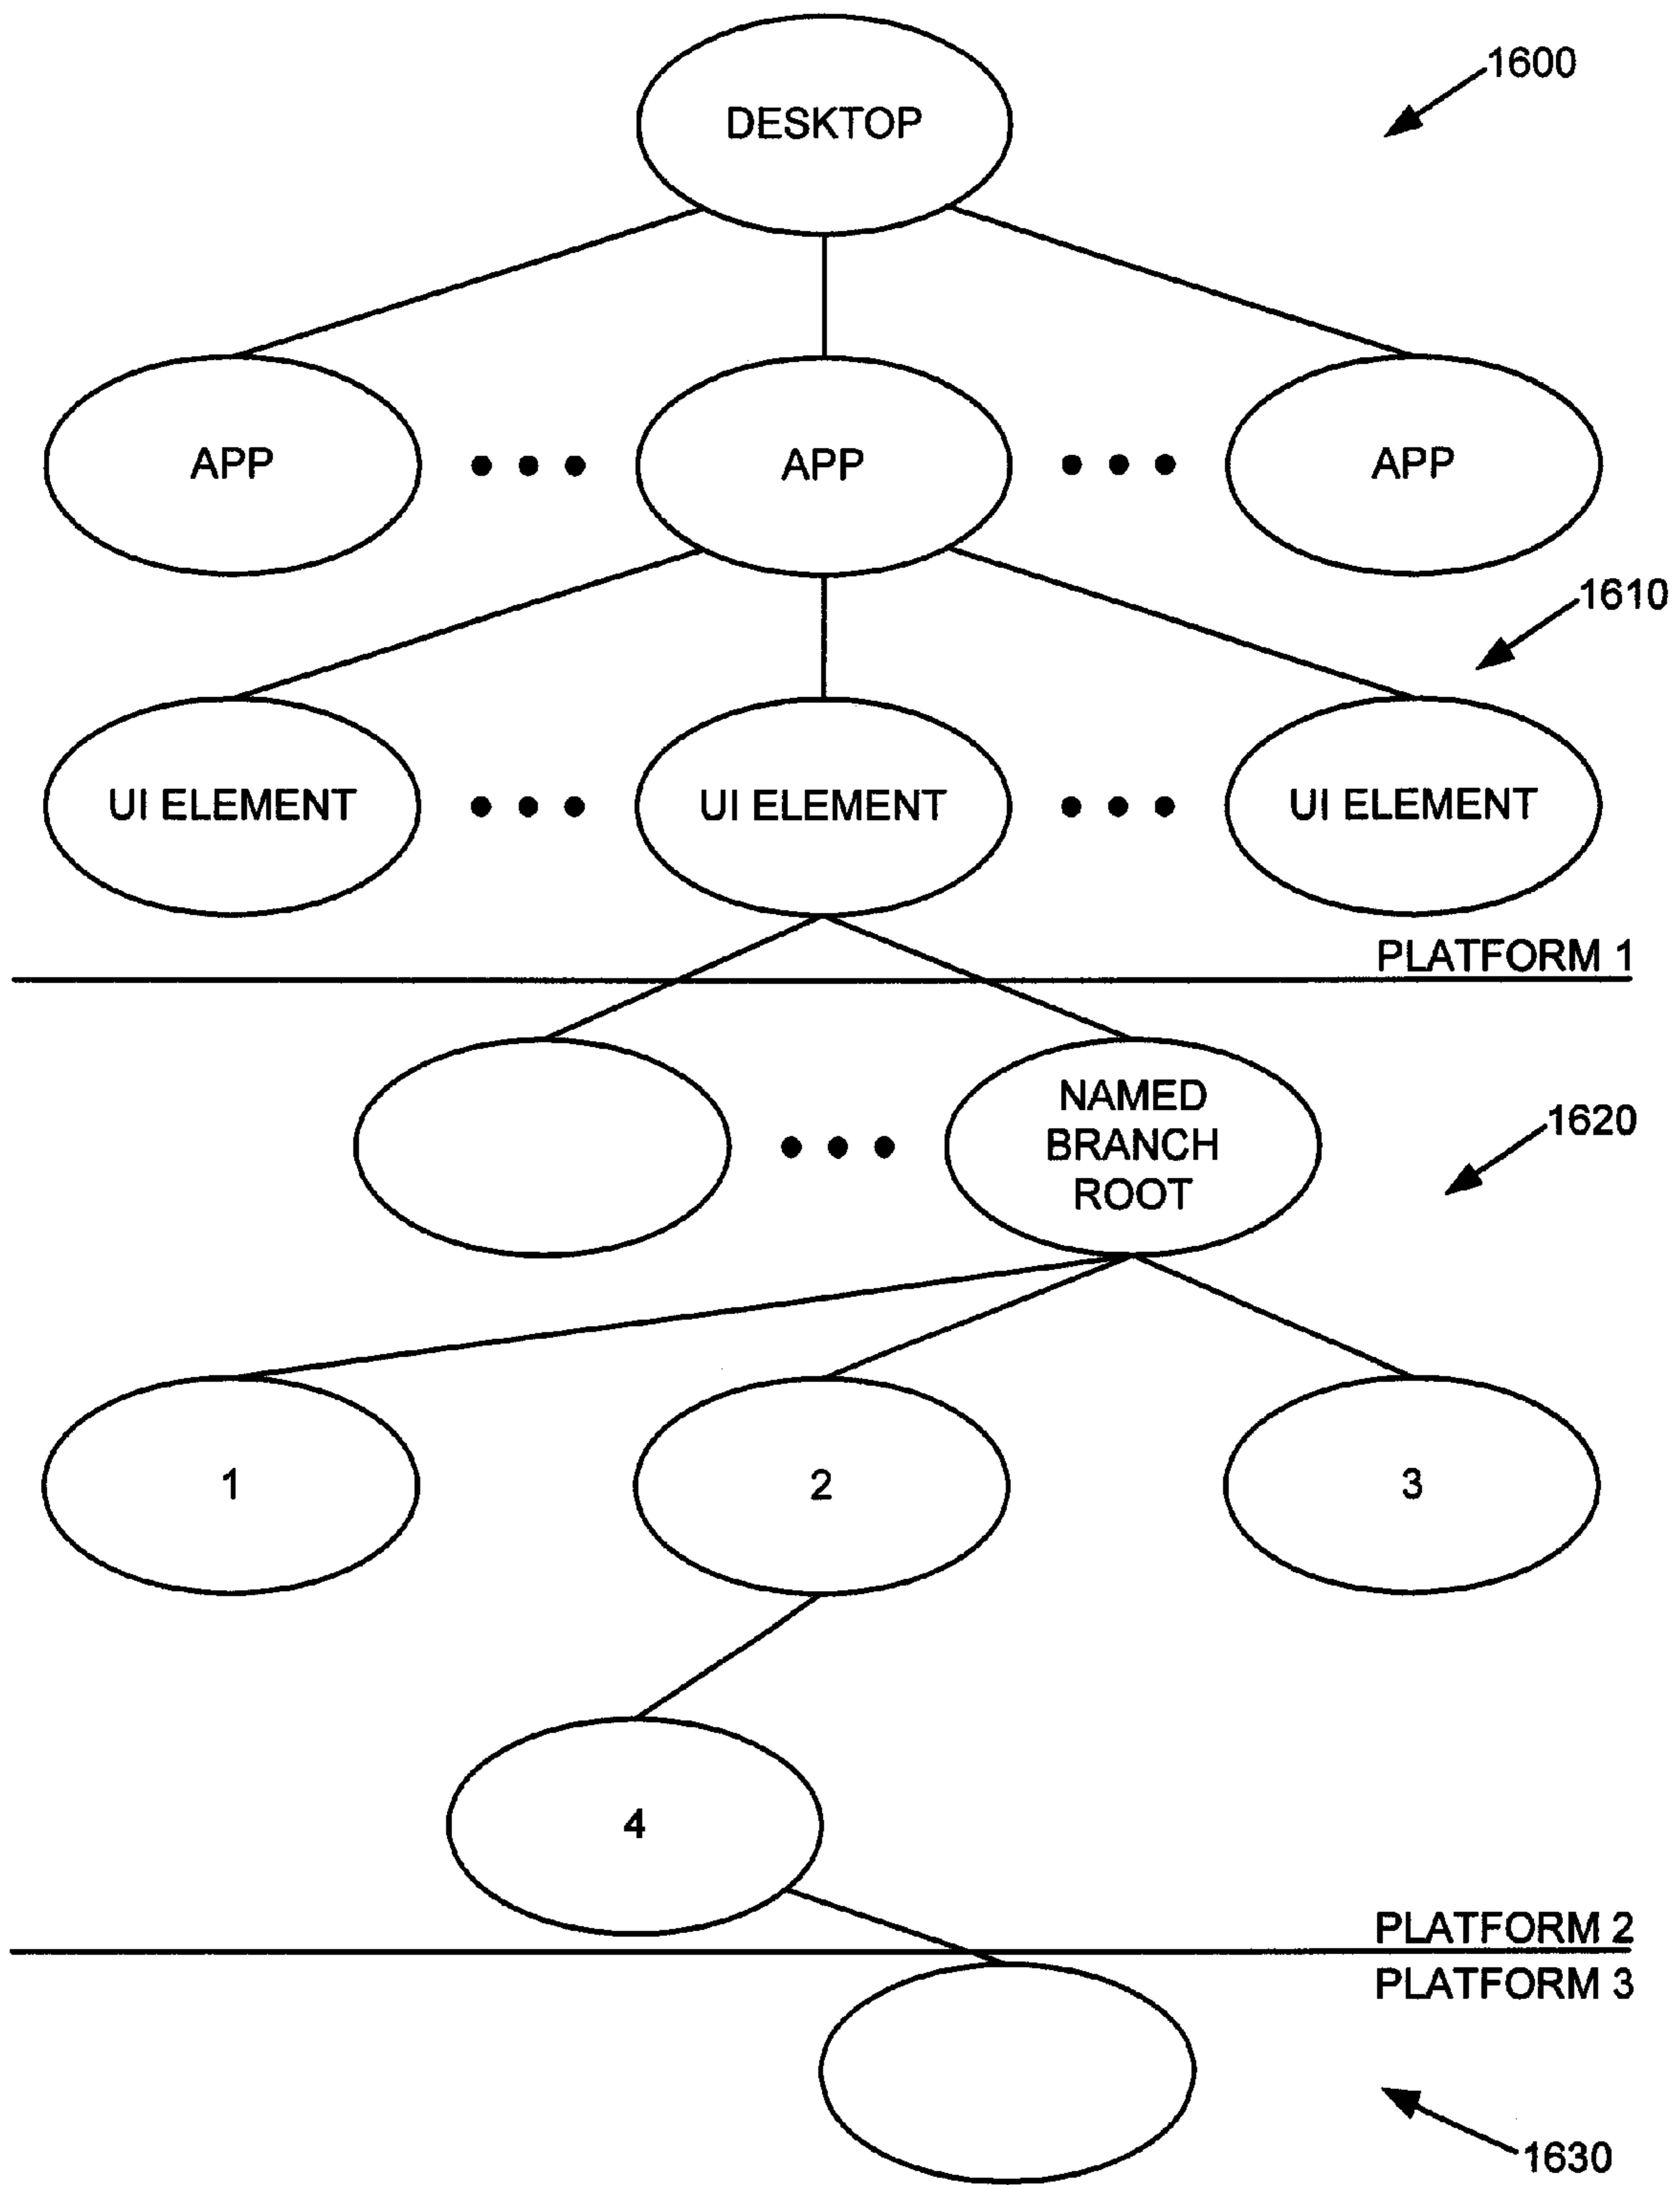 DESKTOP
1600
APP
APP
APP
1610
UI ELEMENT
UI ELEMENT
UI ELEMENT
PLATFORM 1
NAMED
BRANCH
ROOT
1620
1
2
3
4
PLATFORM 2
PLATFORM 3
1630